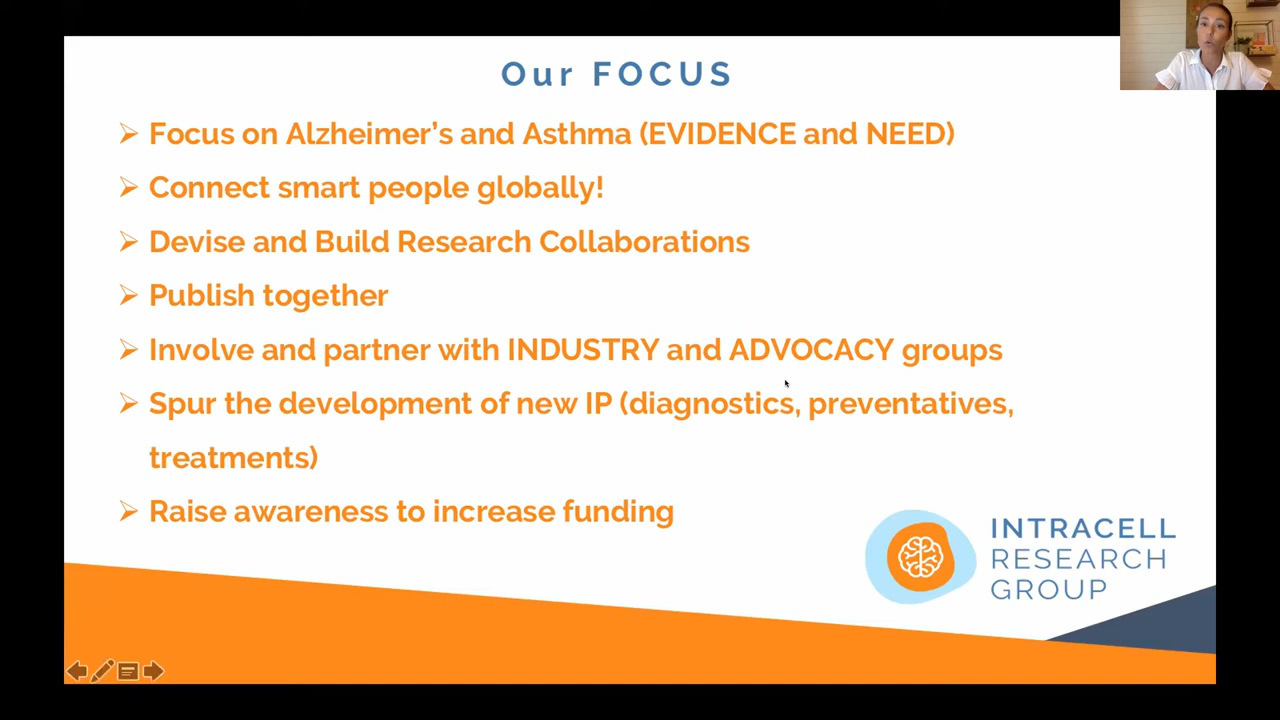 Our FOCUS
Focus on Alzheimer’s and Asthma (EVIDENCE and NEED)
Connect smart people globally!
Devise and Build Research Collaborations
Publish together
Involve and partner with INDUSTRY and ADVOCACY groups
Spur the development of new IP (diagnostics, preventatives,
treatments)
Raise awareness to increase funding
INTRACELL
RESEARCH
GROUP